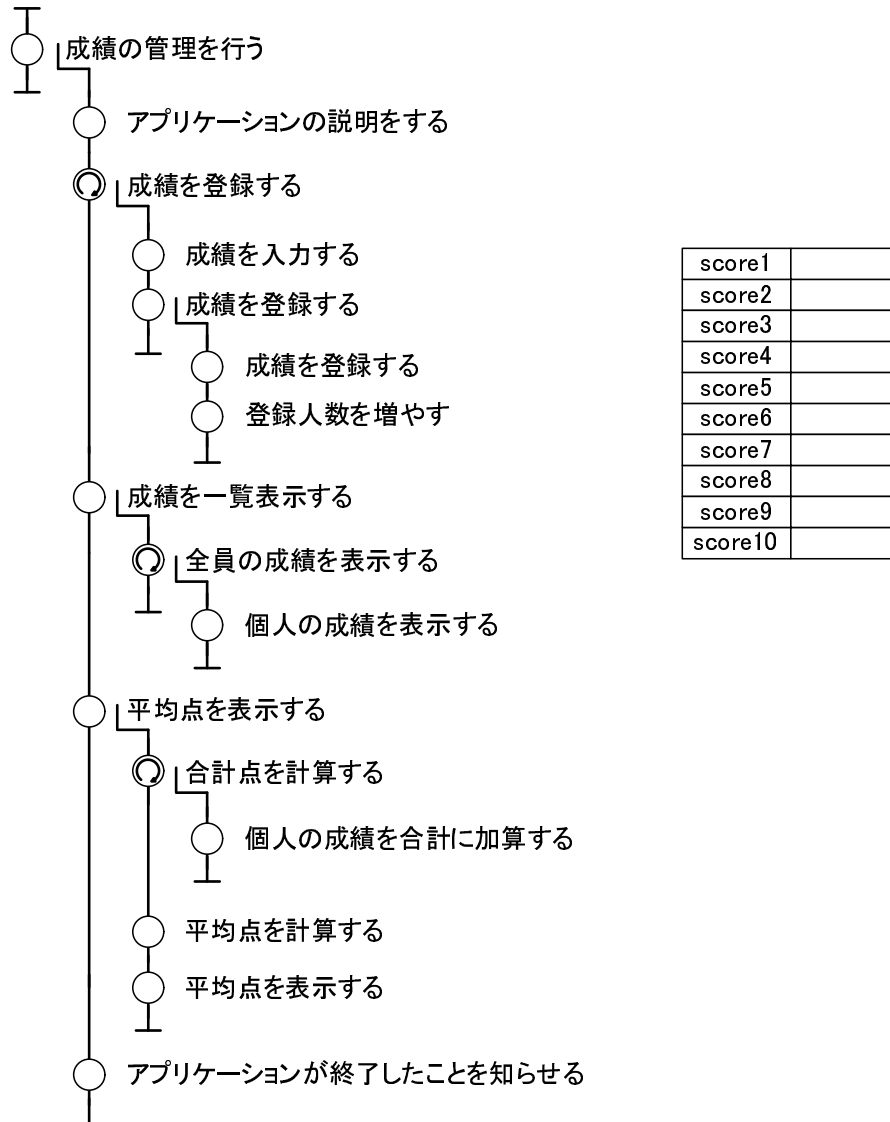 成績の管理を行う
アプリケーションの説明をする
成績を登録する
成績を入力する
成績を登録する
成績を登録する
登録人数を増やす
成績を一覧表示する
全員の成績を表示する
個人の成績を表示する
平均点を表示する
合計点を計算する
個人の成績を合計に加算する
平均点を計算する
平均点を表示する
アプリケーションが終了したことを知らせる
score1
score2
score3
score4
score5
score6
score7
score8
score9
score10